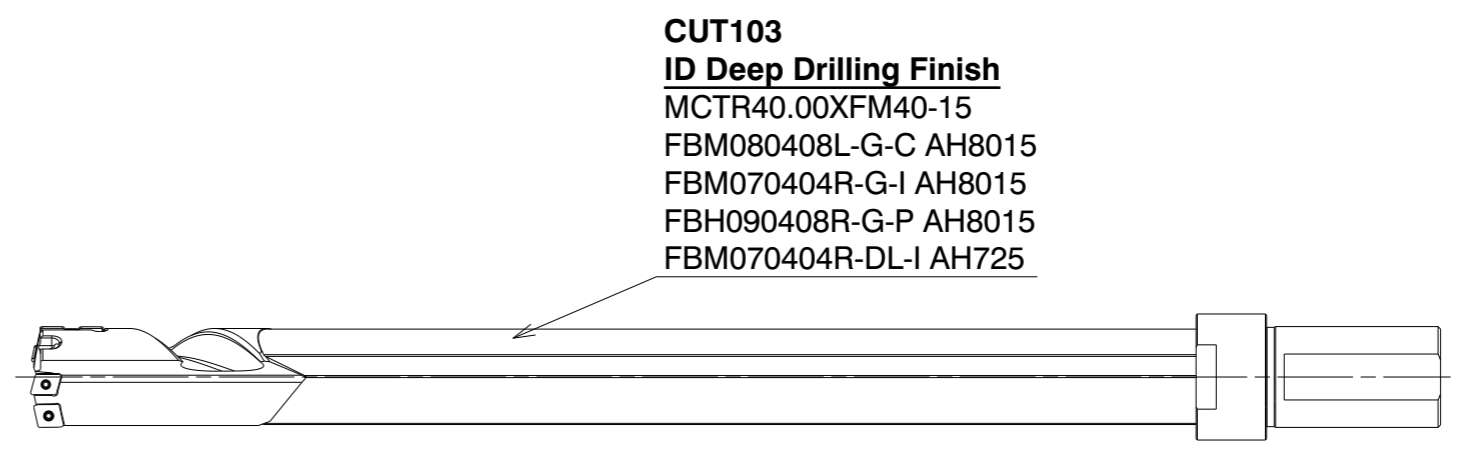 CUT103
ID Deep Drilling Finish
MCTR40.00XFM40-15
FBM080408L-G-C AH8015
FBM070404R-G-I AH8015
FBH090408R-G-P AH8015
FBM070404R-DL-I AH725